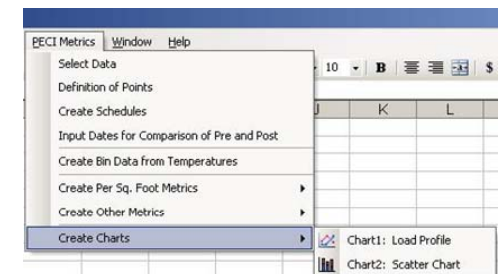 PECI Metrics Window Help
Select Data
10 B $
Definition of Points
Create Schedules
J K L
Input Dates for Comparison of Pre and Post
Create Bin Data from Temperatures
Create Per Sq. Foot Metrics
Create Other Metrics
Create Charts
Chart1: Load Profile
Chart2: Scatter Chart